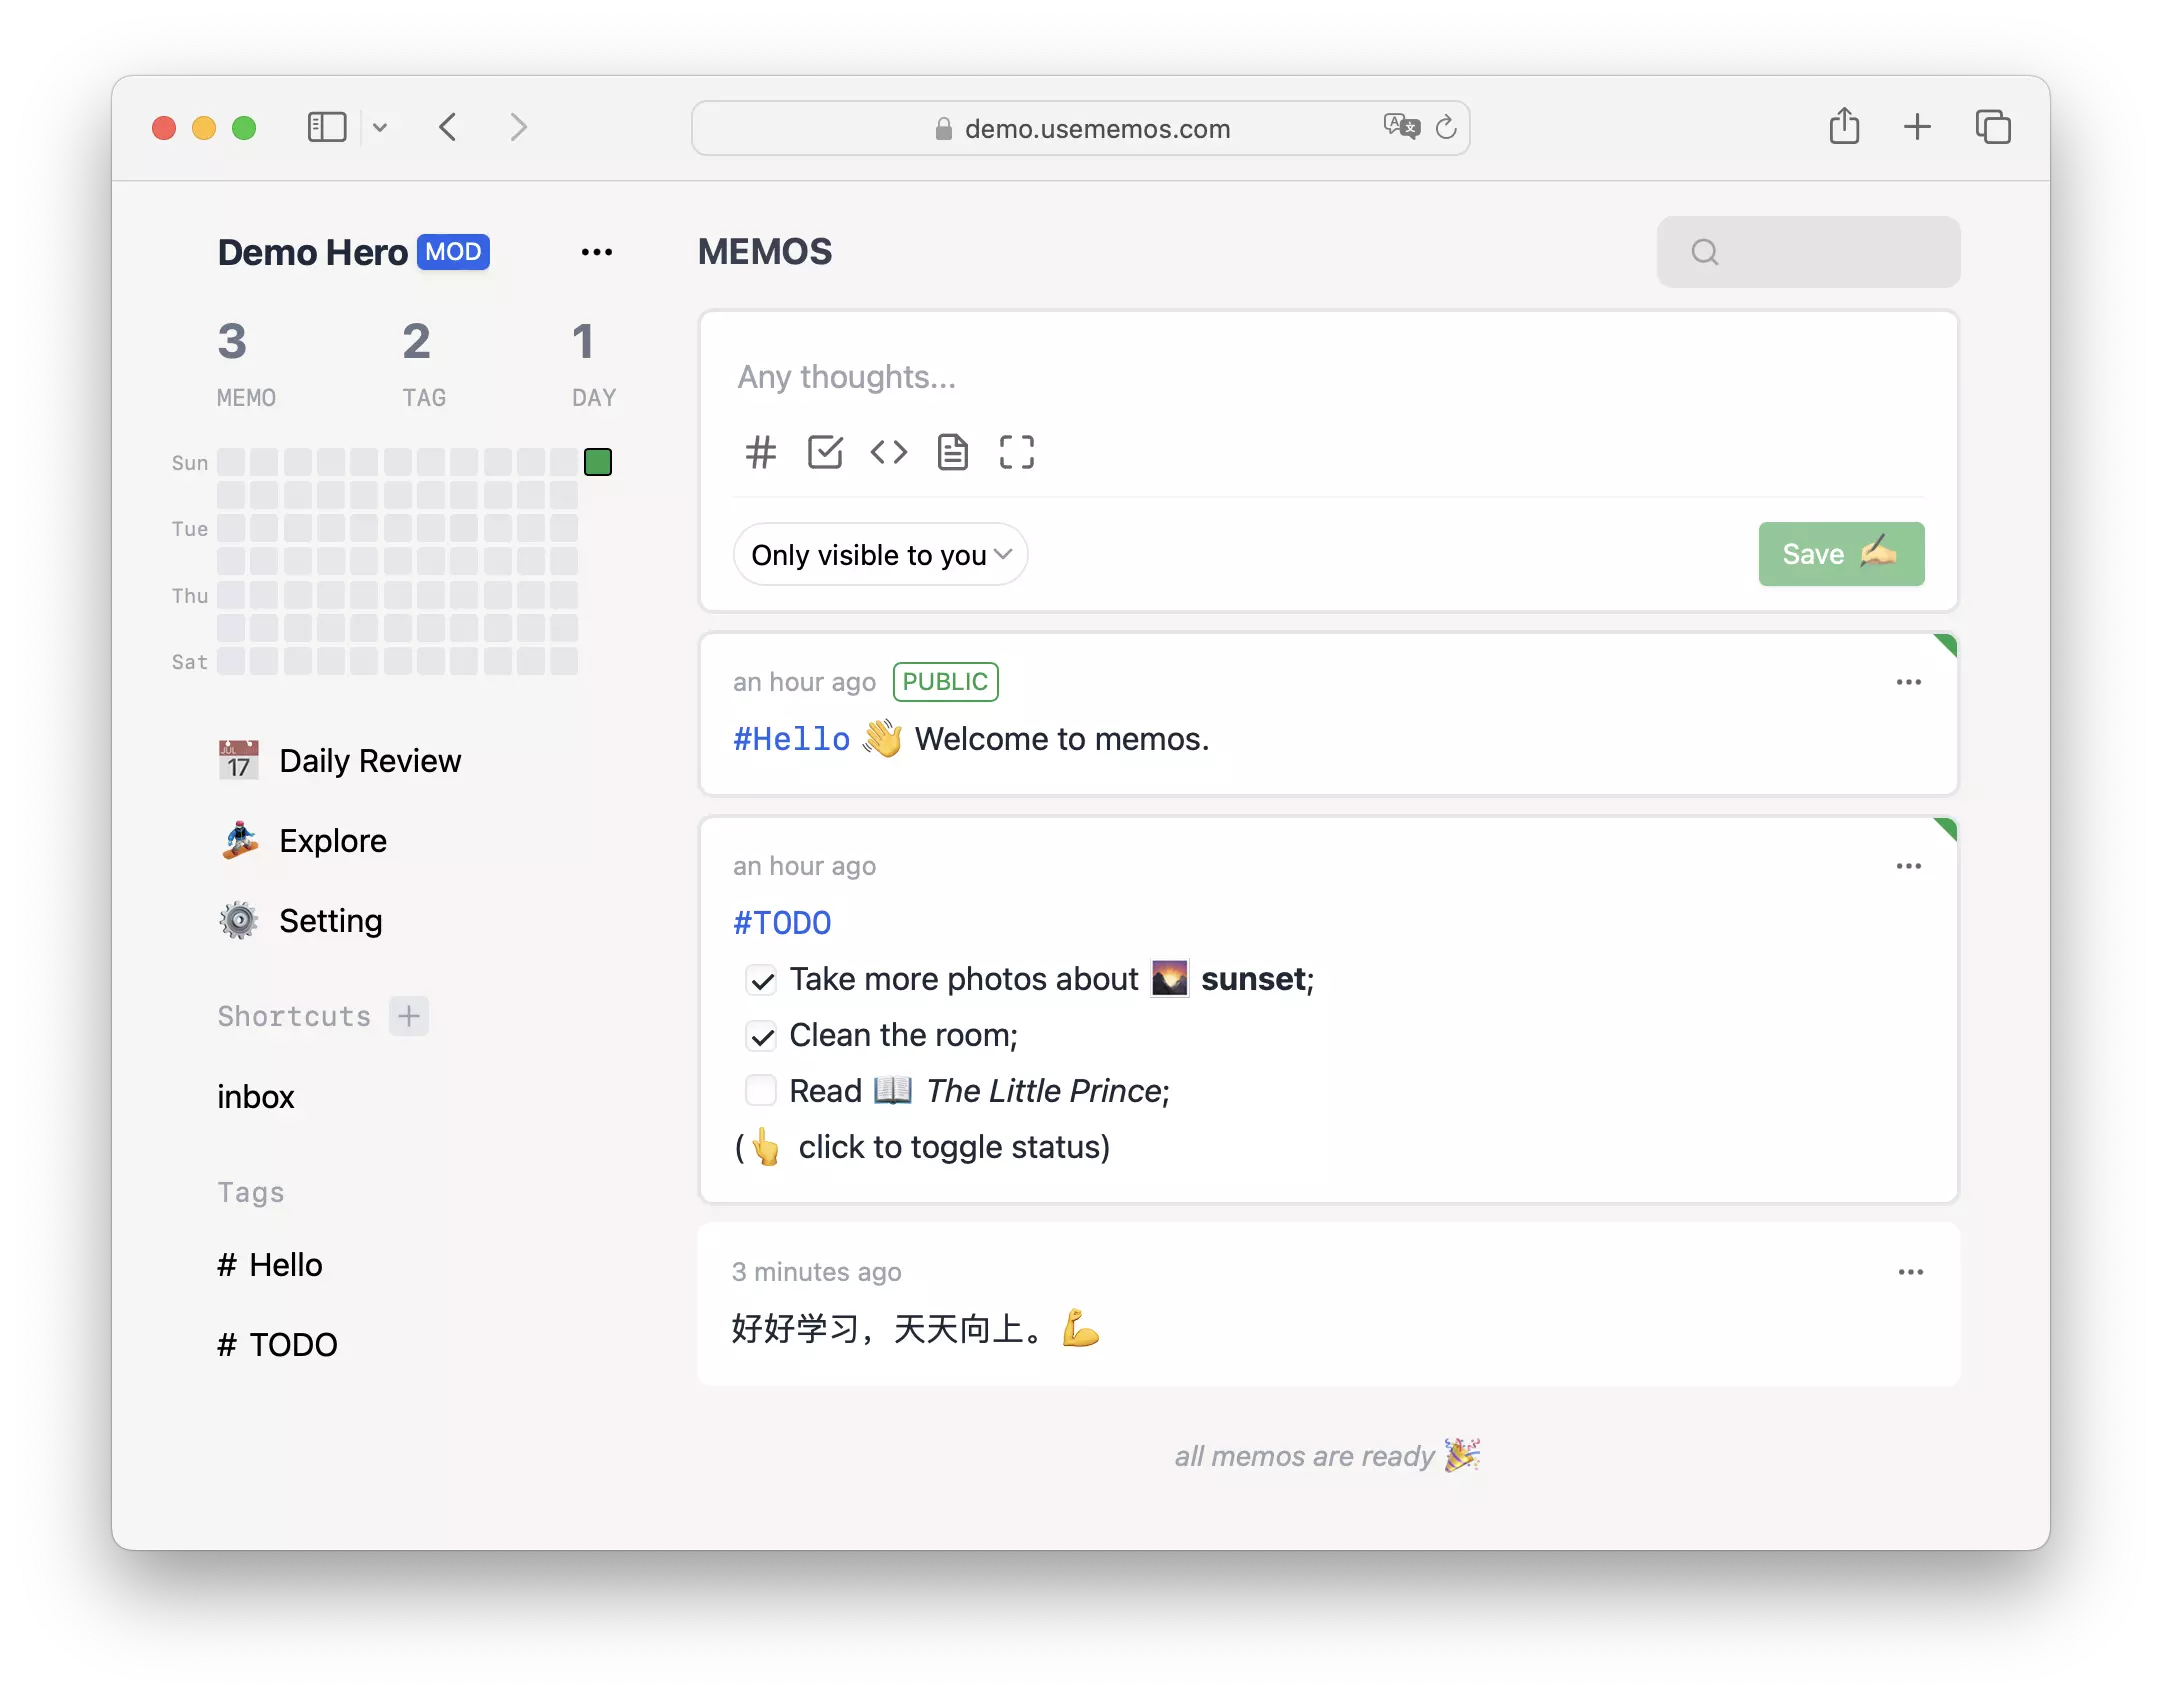 demo.usememos.com
Demo Hero MOD
3 2 1
MEMO TAG DAY
Sun
Tue
Thu
Sat
JUL 17 Daily Review
Explore
Setting
Shortcuts
inbox
Tags
# Hello
# TODO
MEMOS
Any thoughts...
Only visible to you
Save ✍🏻
an hour ago PUBLIC
#Hello 👋 Welcome to memos.
an hour ago
#TODO
Take more photos about 🌄 sunset;
Clean the room;
Read 📖 The Little Prince;
(👆 click to toggle status)
3 minutes ago
好好学习，天天向上。💪
all memos are ready 🎉